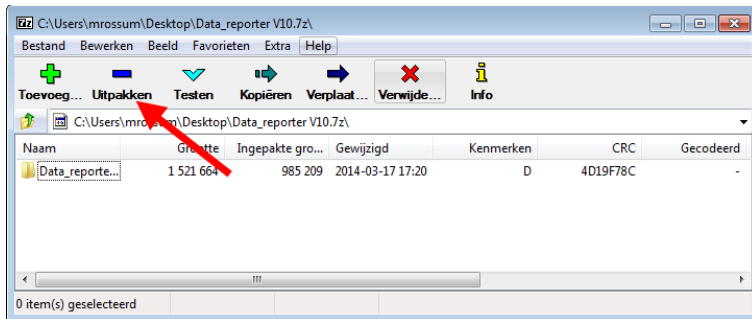 C:\Users\mrossum\Desktop\Data_reporter V10.7z\
Bestand Bewerken Beeld Favorieten Extra Help
Toevoeg... Uitpakken Testen Kopiëren Verplaat... Verwijde... Info
C:\Users\mrossum\Desktop\Data_reporter V10.7z\
Naam Grootte Ingepakte gro... Gewijzigd Kenmerken CRC Gecodeerd
Data_reporte... 1 521 664 985 209 2014-03-17 17:20 D 4D19F78C -
0 item(s) geselecteerd